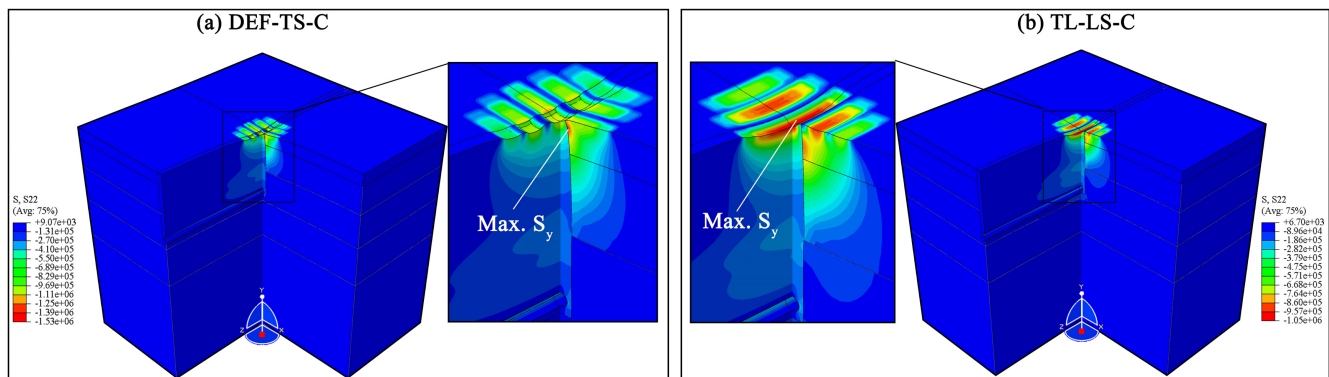 (a) DEF-TS-C
Max. Sy
S, S22
(Avg: 75%)
+9.07e+03
-1.31e+05
-2.70e+05
-4.10e+05
-5.50e+05
-6.89e+05
-8.29e+05
-9.69e+05
-1.11e+06
-1.25e+06
-1.39e+06
-1.53e+06
Y
Z
X
(b) TL-LS-C
Max. Sy
S, S22
(Avg: 75%)
+6.70e+03
-8.96e+04
-1.86e+05
-2.82e+05
-3.79e+05
-4.75e+05
-5.71e+05
-6.68e+05
-7.64e+05
-8.60e+05
-9.57e+05
-1.05e+06
Y
Z
X